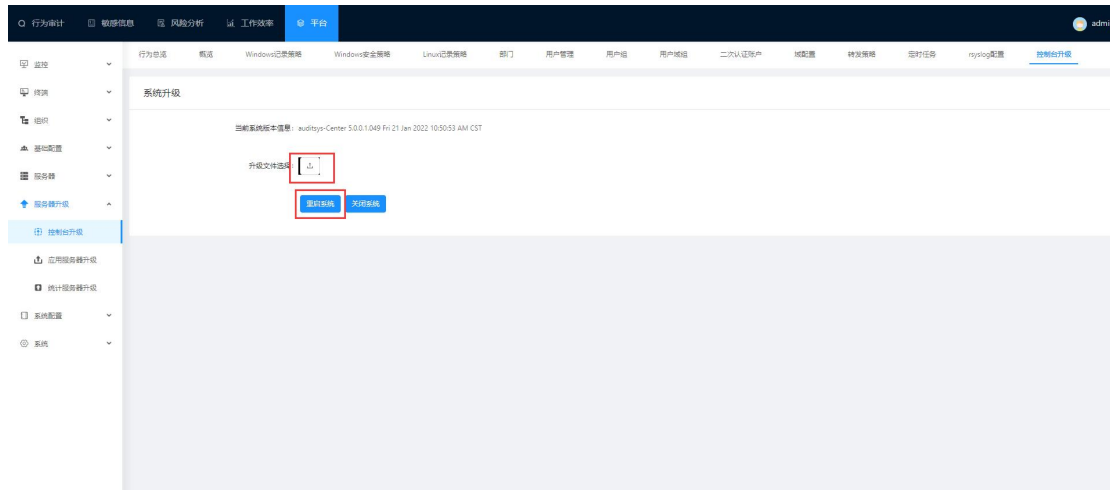 行为审计 敏感信息 风险分析 工作效率 平台 admi
行为总览 概览 Windows记录策略 Windows安全策略 Linux记录策略 部门 用户管理 用户组 用户域组 二次认证账户 域配置 转发策略 定时任务 rsyslog配置 控制台升级
监控
终端
组织
基础配置
服务器
服务器升级
控制台升级
应用服务器升级
统计服务器升级
系统配置
系统
系统升级
当前系统版本信息: auditsys-Center 5.0.0.1.049 Fri 21 Jan 2022 10:50:53 AM CST
升级文件选择:
重启系统 关闭系统